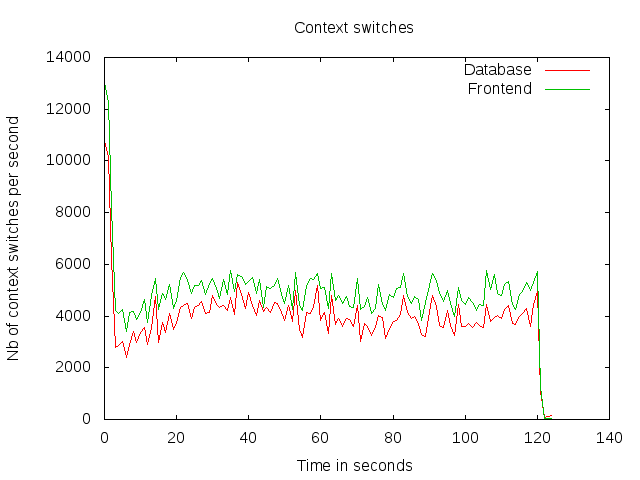 Context switches
Database
Frontend
Nb of context switches per second
14000
12000
10000
8000
6000
4000
2000
0
0 20 40 60 80 100 120 140
Time in seconds